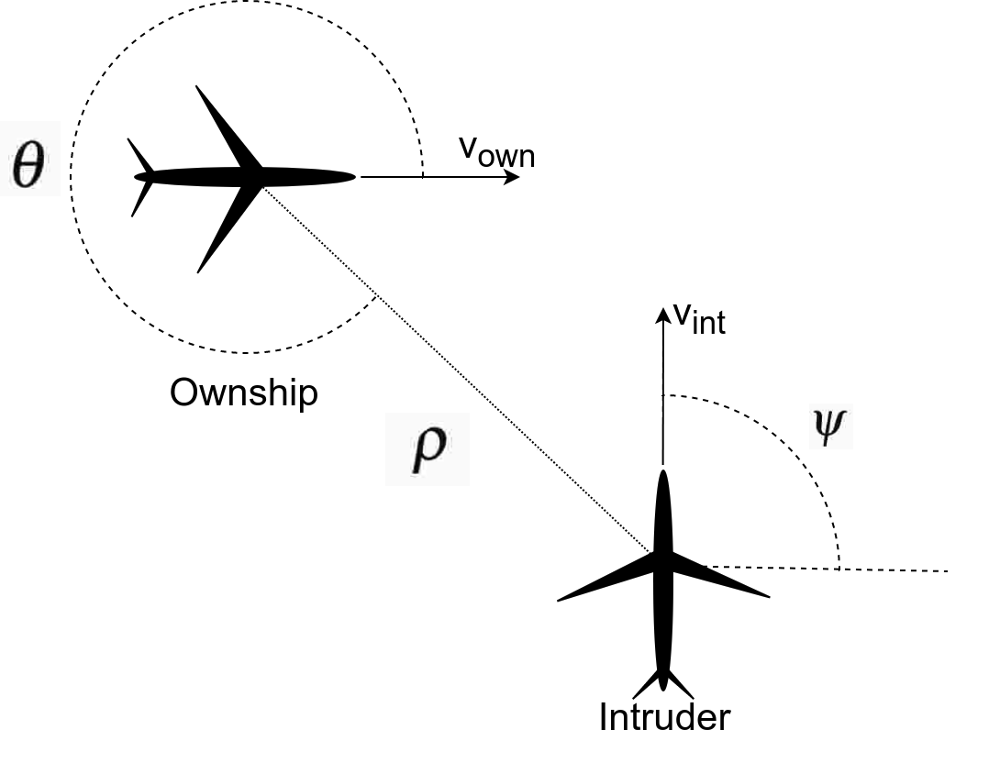 v_own
θ
v_int
Ownship
ψ
ρ
Intruder